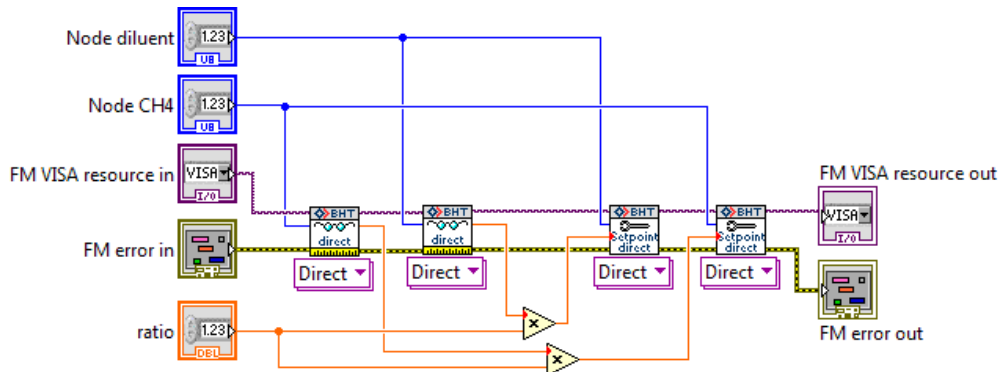 Node diluent
1.23
U8
Node CH4
1.23
U8
FM VISA resource in
VISA
I/O
FM VISA resource out
VISA
I/O
BHT
direct
Direct
BHT
direct
Direct
BHT
Setpoint
direct
Direct
BHT
Setpoint
direct
Direct
FM error in
FM error out
ratio
1.23
DBL
x
x